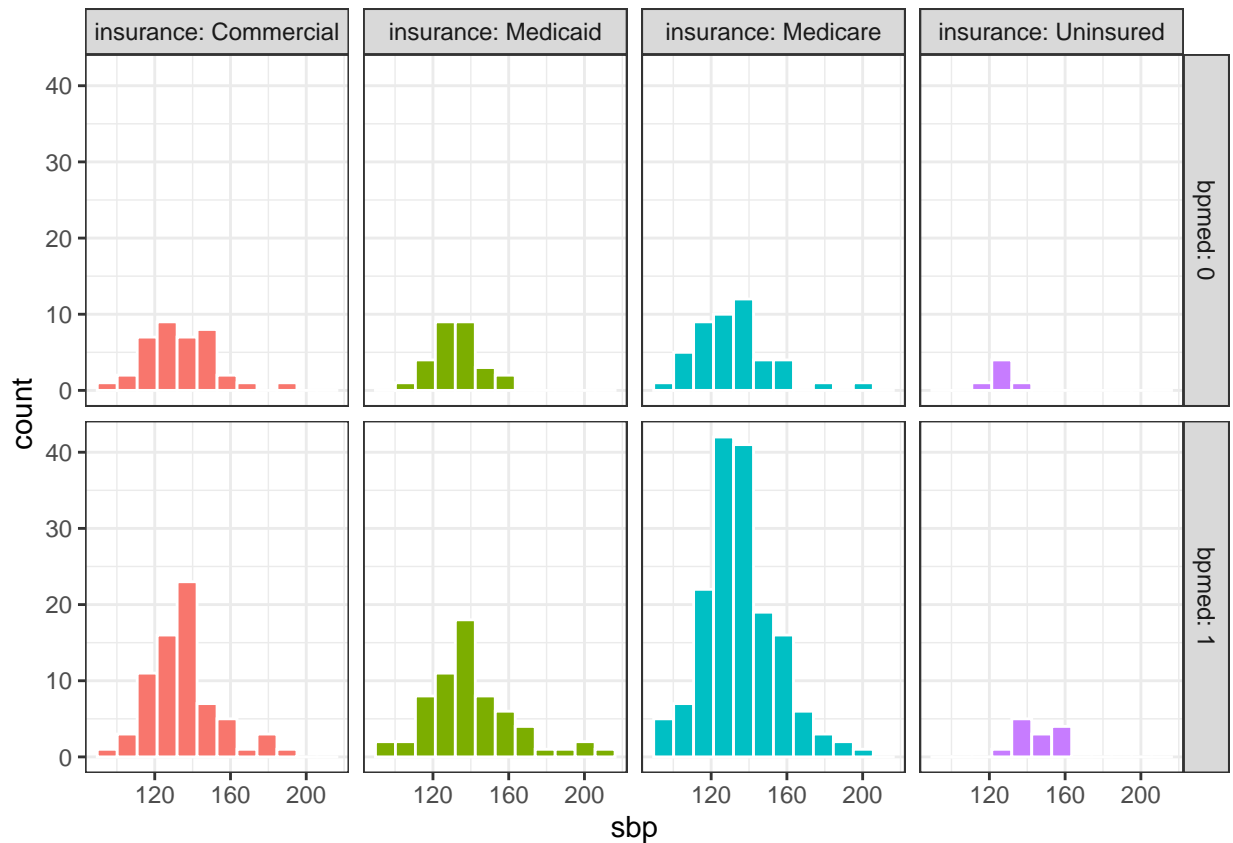 insurance: Commercial
insurance: Medicaid
insurance: Medicare
insurance: Uninsured
40
30
20
10
0
bpmed: 0
count
40
30
20
10
0
bpmed: 1
120 160 200
120 160 200
120 160 200
120 160 200
sbp